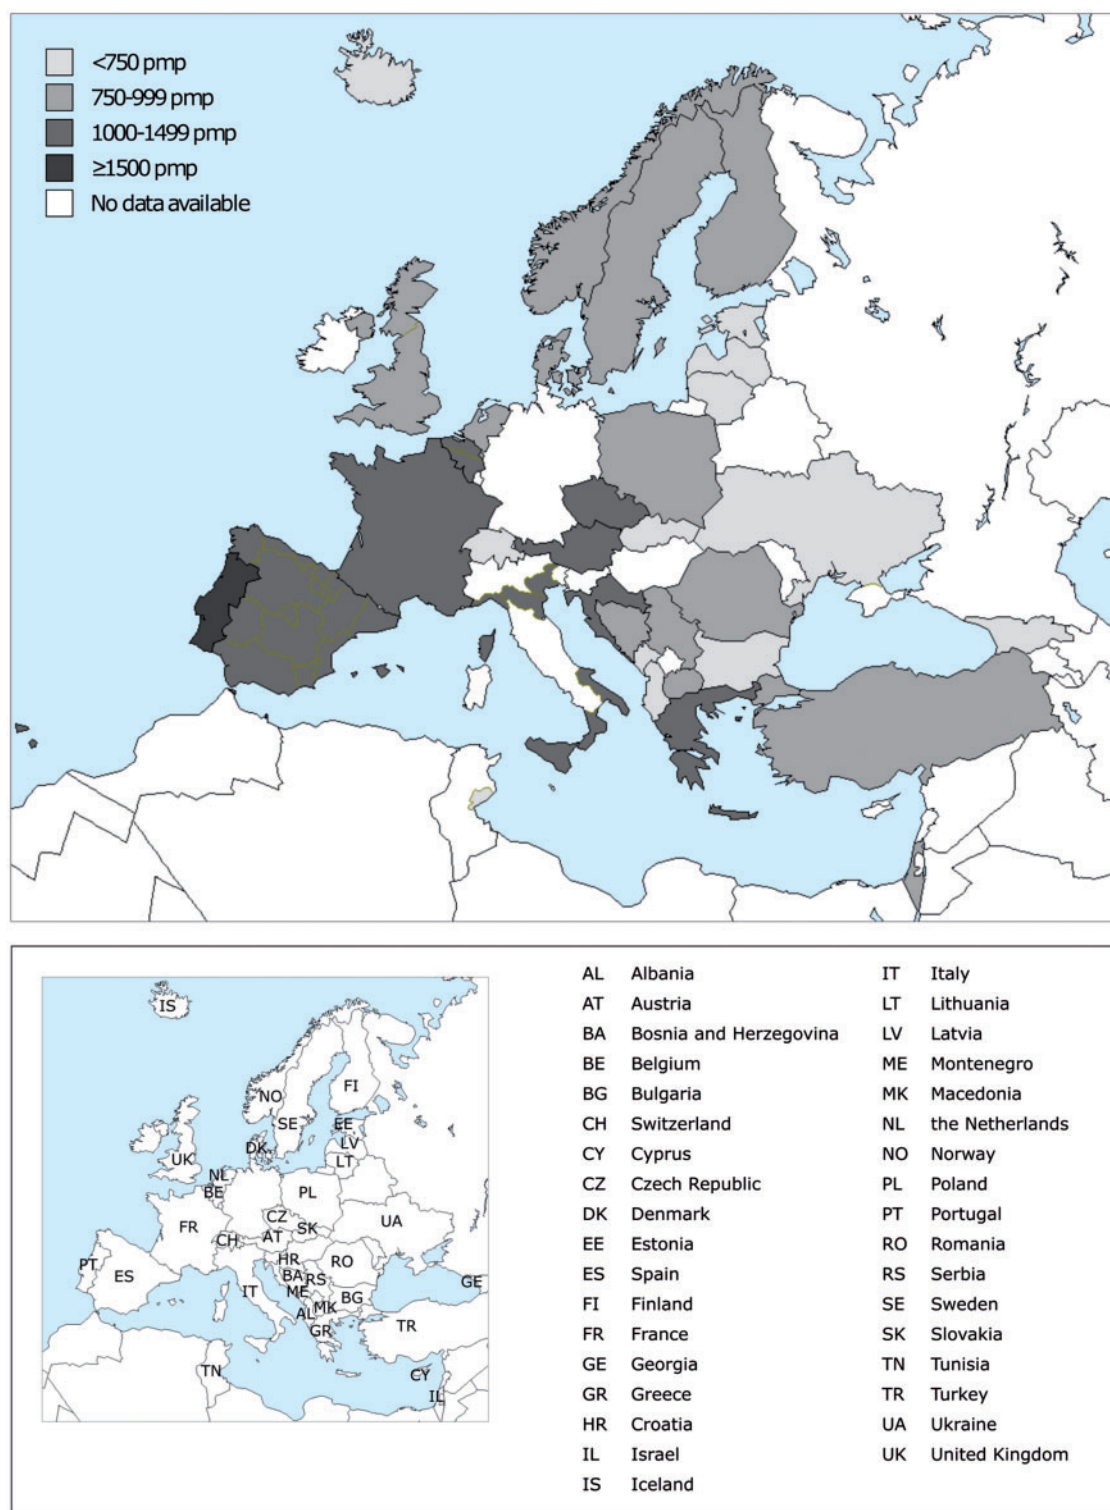 <750 pmp
750-999 pmp
1000-1499 pmp
≥1500 pmp
No data available
IS
NO
FI
SE
EE
LV
DK
LT
UK
NL
BE
PL
CZ
SK
UA
FR
CH
AT
HR
RO
PT
ES
IT
BA
RS
ME
BG
GE
AL
MK
GR
TR
TN
CY
IL
AL Albania
AT Austria
BA Bosnia and Herzegovina
BE Belgium
BG Bulgaria
CH Switzerland
CY Cyprus
CZ Czech Republic
DK Denmark
EE Estonia
ES Spain
FI Finland
FR France
GE Georgia
GR Greece
HR Croatia
IL Israel
IS Iceland
IT Italy
LT Lithuania
LV Latvia
ME Montenegro
MK Macedonia
NL the Netherlands
NO Norway
PL Poland
PT Portugal
RO Romania
RS Serbia
SE Sweden
SK Slovakia
TN Tunisia
TR Turkey
UA Ukraine
UK United Kingdom